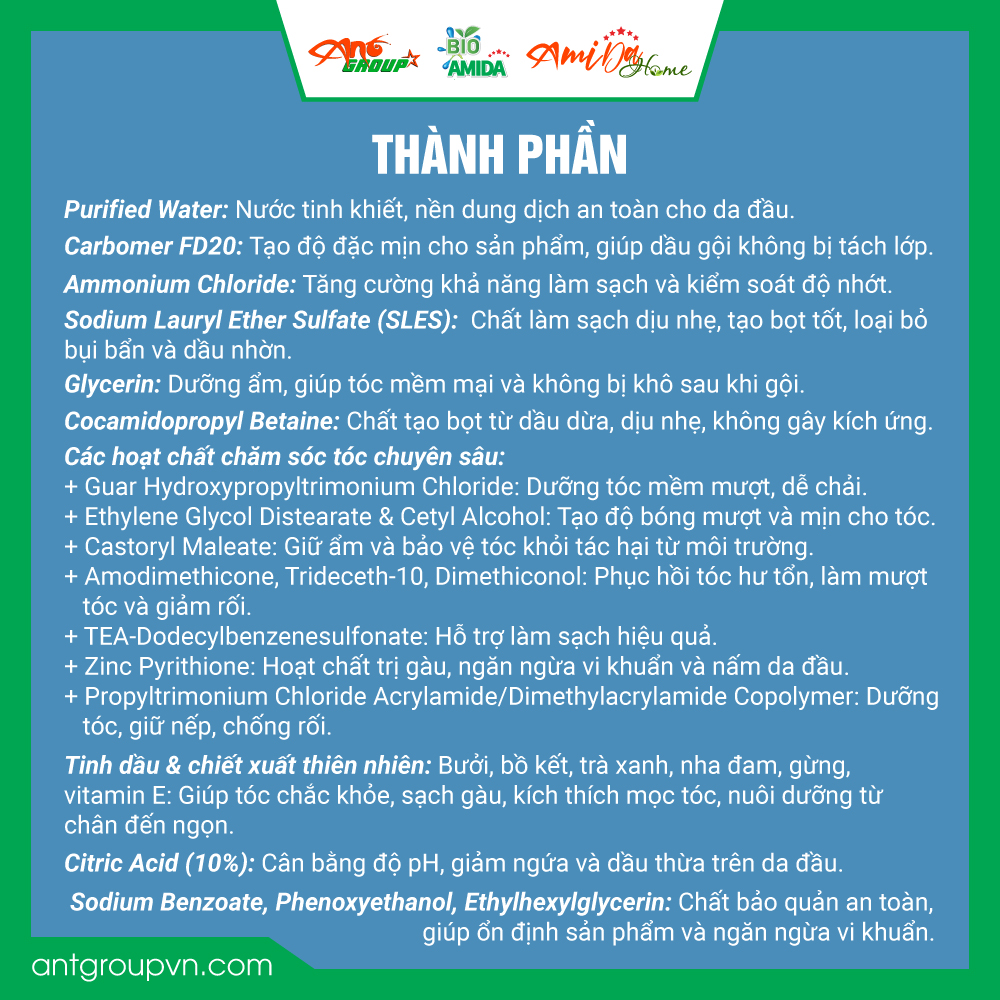 Ant GROUP
BIO AMIDA
AmiDa Home
THÀNH PHẦN
Purified Water: Nước tinh khiết, nền dung dịch an toàn cho da đầu.
Carbomer FD20: Tạo độ đặc mịn cho sản phẩm, giúp dầu gội không bị tách lớp.
Ammonium Chloride: Tăng cường khả năng làm sạch và kiểm soát độ nhớt.
Sodium Lauryl Ether Sulfate (SLES): Chất làm sạch dịu nhẹ, tạo bọt tốt, loại bỏ
bụi bẩn và dầu nhờn.
Glycerin: Dưỡng ẩm, giúp tóc mềm mại và không bị khô sau khi gội.
Cocamidopropyl Betaine: Chất tạo bọt từ dầu dừa, dịu nhẹ, không gây kích ứng.
Các hoạt chất chăm sóc tóc chuyên sâu:
+ Guar Hydroxypropyltrimonium Chloride: Dưỡng tóc mềm mượt, dễ chải.
+ Ethylene Glycol Distearate & Cetyl Alcohol: Tạo độ bóng mượt và mịn cho tóc.
+ Castoryl Maleate: Giữ ẩm và bảo vệ tóc khỏi tác hại từ môi trường.
+ Amodimethicone, Trideceth-10, Dimethiconol: Phục hồi tóc hư tổn, làm mượt
tóc và giảm rối.
+ TEA-Dodecylbenzenesulfonate: Hỗ trợ làm sạch hiệu quả.
+ Zinc Pyrithione: Hoạt chất trị gàu, ngăn ngừa vi khuẩn và nấm da đầu.
+ Propyltrimonium Chloride Acrylamide/Dimethylacrylamide Copolymer: Dưỡng
tóc, giữ nếp, chống rối.
Tinh dầu & chiết xuất thiên nhiên: Bưởi, bồ kết, trà xanh, nha đam, gừng,
vitamin E: Giúp tóc chắc khỏe, sạch gàu, kích thích mọc tóc, nuôi dưỡng từ
chân đến ngọn.
Citric Acid (10%): Cân bằng độ pH, giảm ngứa và dầu thừa trên da đầu.
Sodium Benzoate, Phenoxyethanol, Ethylhexylglycerin: Chất bảo quản an toàn,
giúp ổn định sản phẩm và ngăn ngừa vi khuẩn.
antgroupvn.com